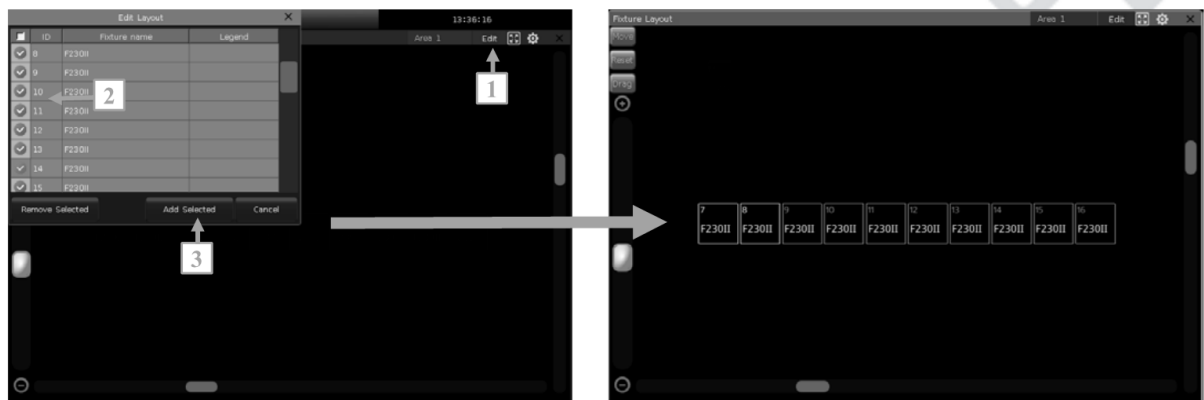 Edit Layout
13:36:16
Area 1 Edit
1
ID Fixture name Legend
8 F230II
9 F230II
10 F230II
2
11 F230II
12 F230II
13 F230II
14 F230II
15 F230II
Remove Selected Add Selected Cancel
3
Fixture Layout Area 1 Edit
Move
Reset
Drag
7 8 9 10 11 12 13 14 15 16
F230II F230II F230II F230II F230II F230II F230II F230II F230II F230II